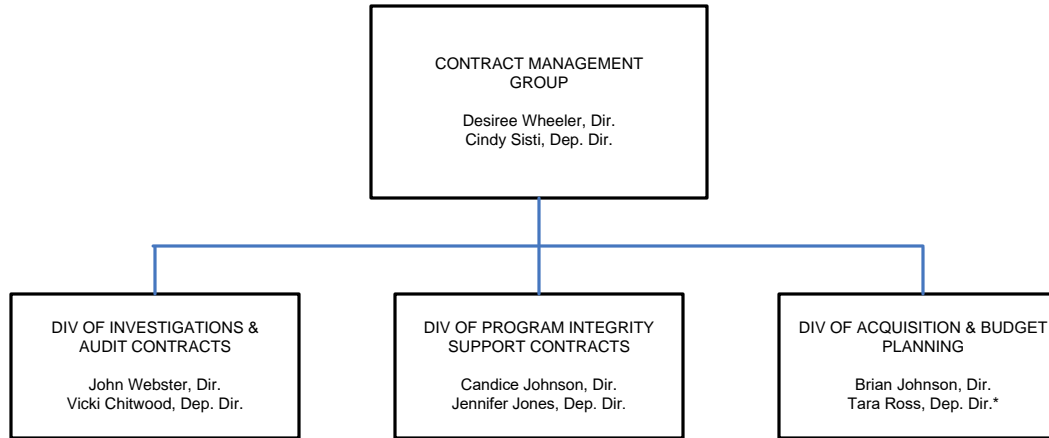 CONTRACT MANAGEMENT
GROUP
Desiree Wheeler, Dir.
Cindy Sisti, Dep. Dir.
DIV OF INVESTIGATIONS &
AUDIT CONTRACTS
John Webster, Dir.
Vicki Chitwood, Dep. Dir.
DIV OF PROGRAM INTEGRITY
SUPPORT CONTRACTS
Candice Johnson, Dir.
Jennifer Jones, Dep. Dir.
DIV OF ACQUISITION & BUDGET
PLANNING
Brian Johnson, Dir.
Tara Ross, Dep. Dir.*